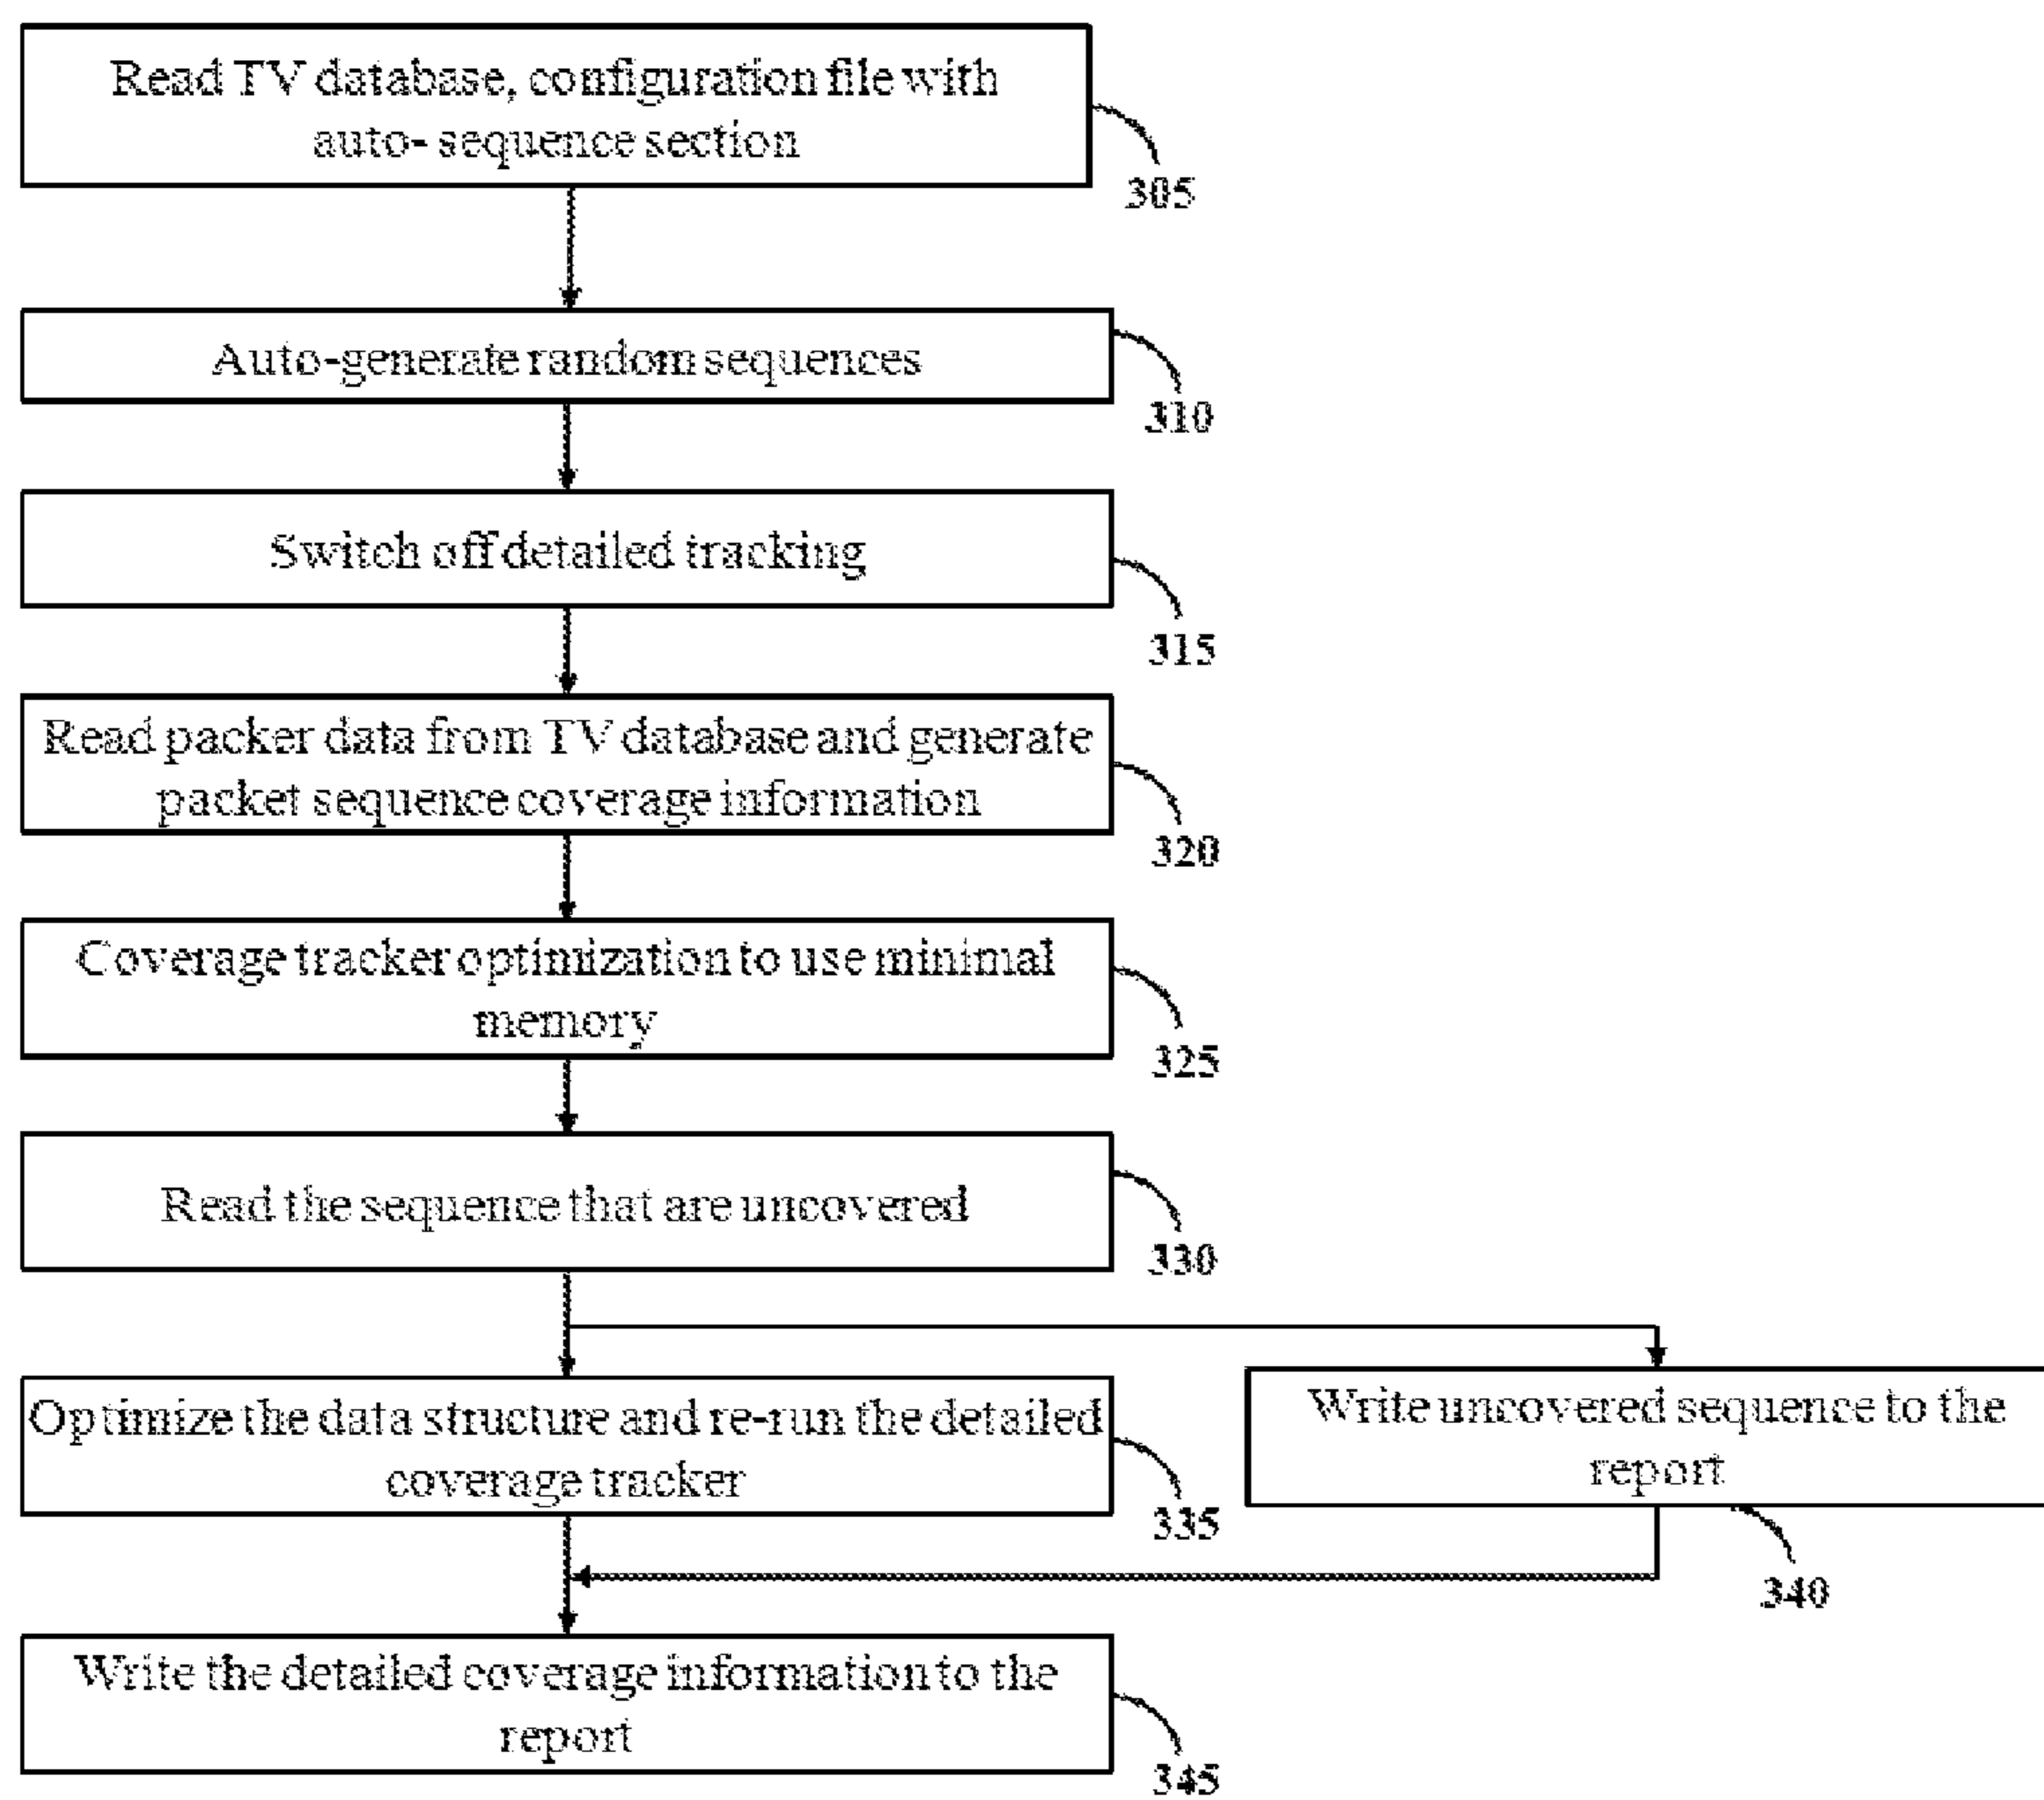 Read TV database, configuration file with
auto- sequence section
305
Auto-generate random sequences
310
Switch off detailed tracking
315
Read packer data from TV database and generate
packet sequence coverage information
320
Coverage tracker optimization to use minimal
memory
325
Read the sequence that are uncovered
330
Optimize the data structure and re-run the detailed
coverage tracker
335
Write uncovered sequence to the
report
340
Write the detailed coverage information to the
report
345